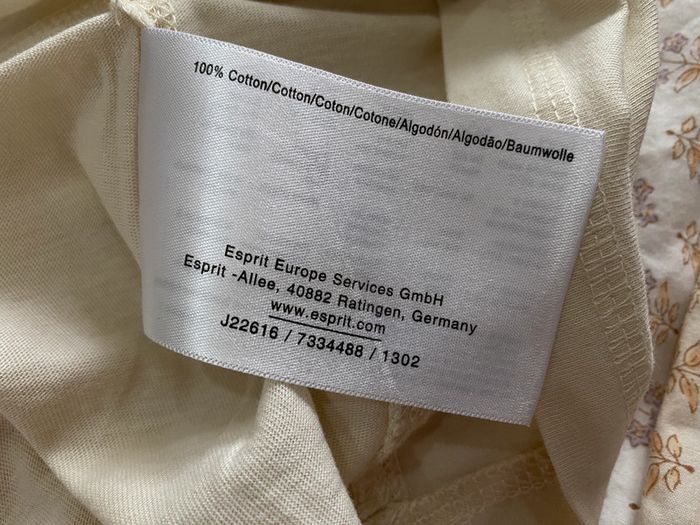 100% Cotton/Cotton/Coton/Cotone/Algodón/Algodão/Baumwolle
Esprit Europe Services GmbH
Esprit -Allee, 40882 Ratingen, Germany
www.esprit.com
J22616 / 7334488 / 1302